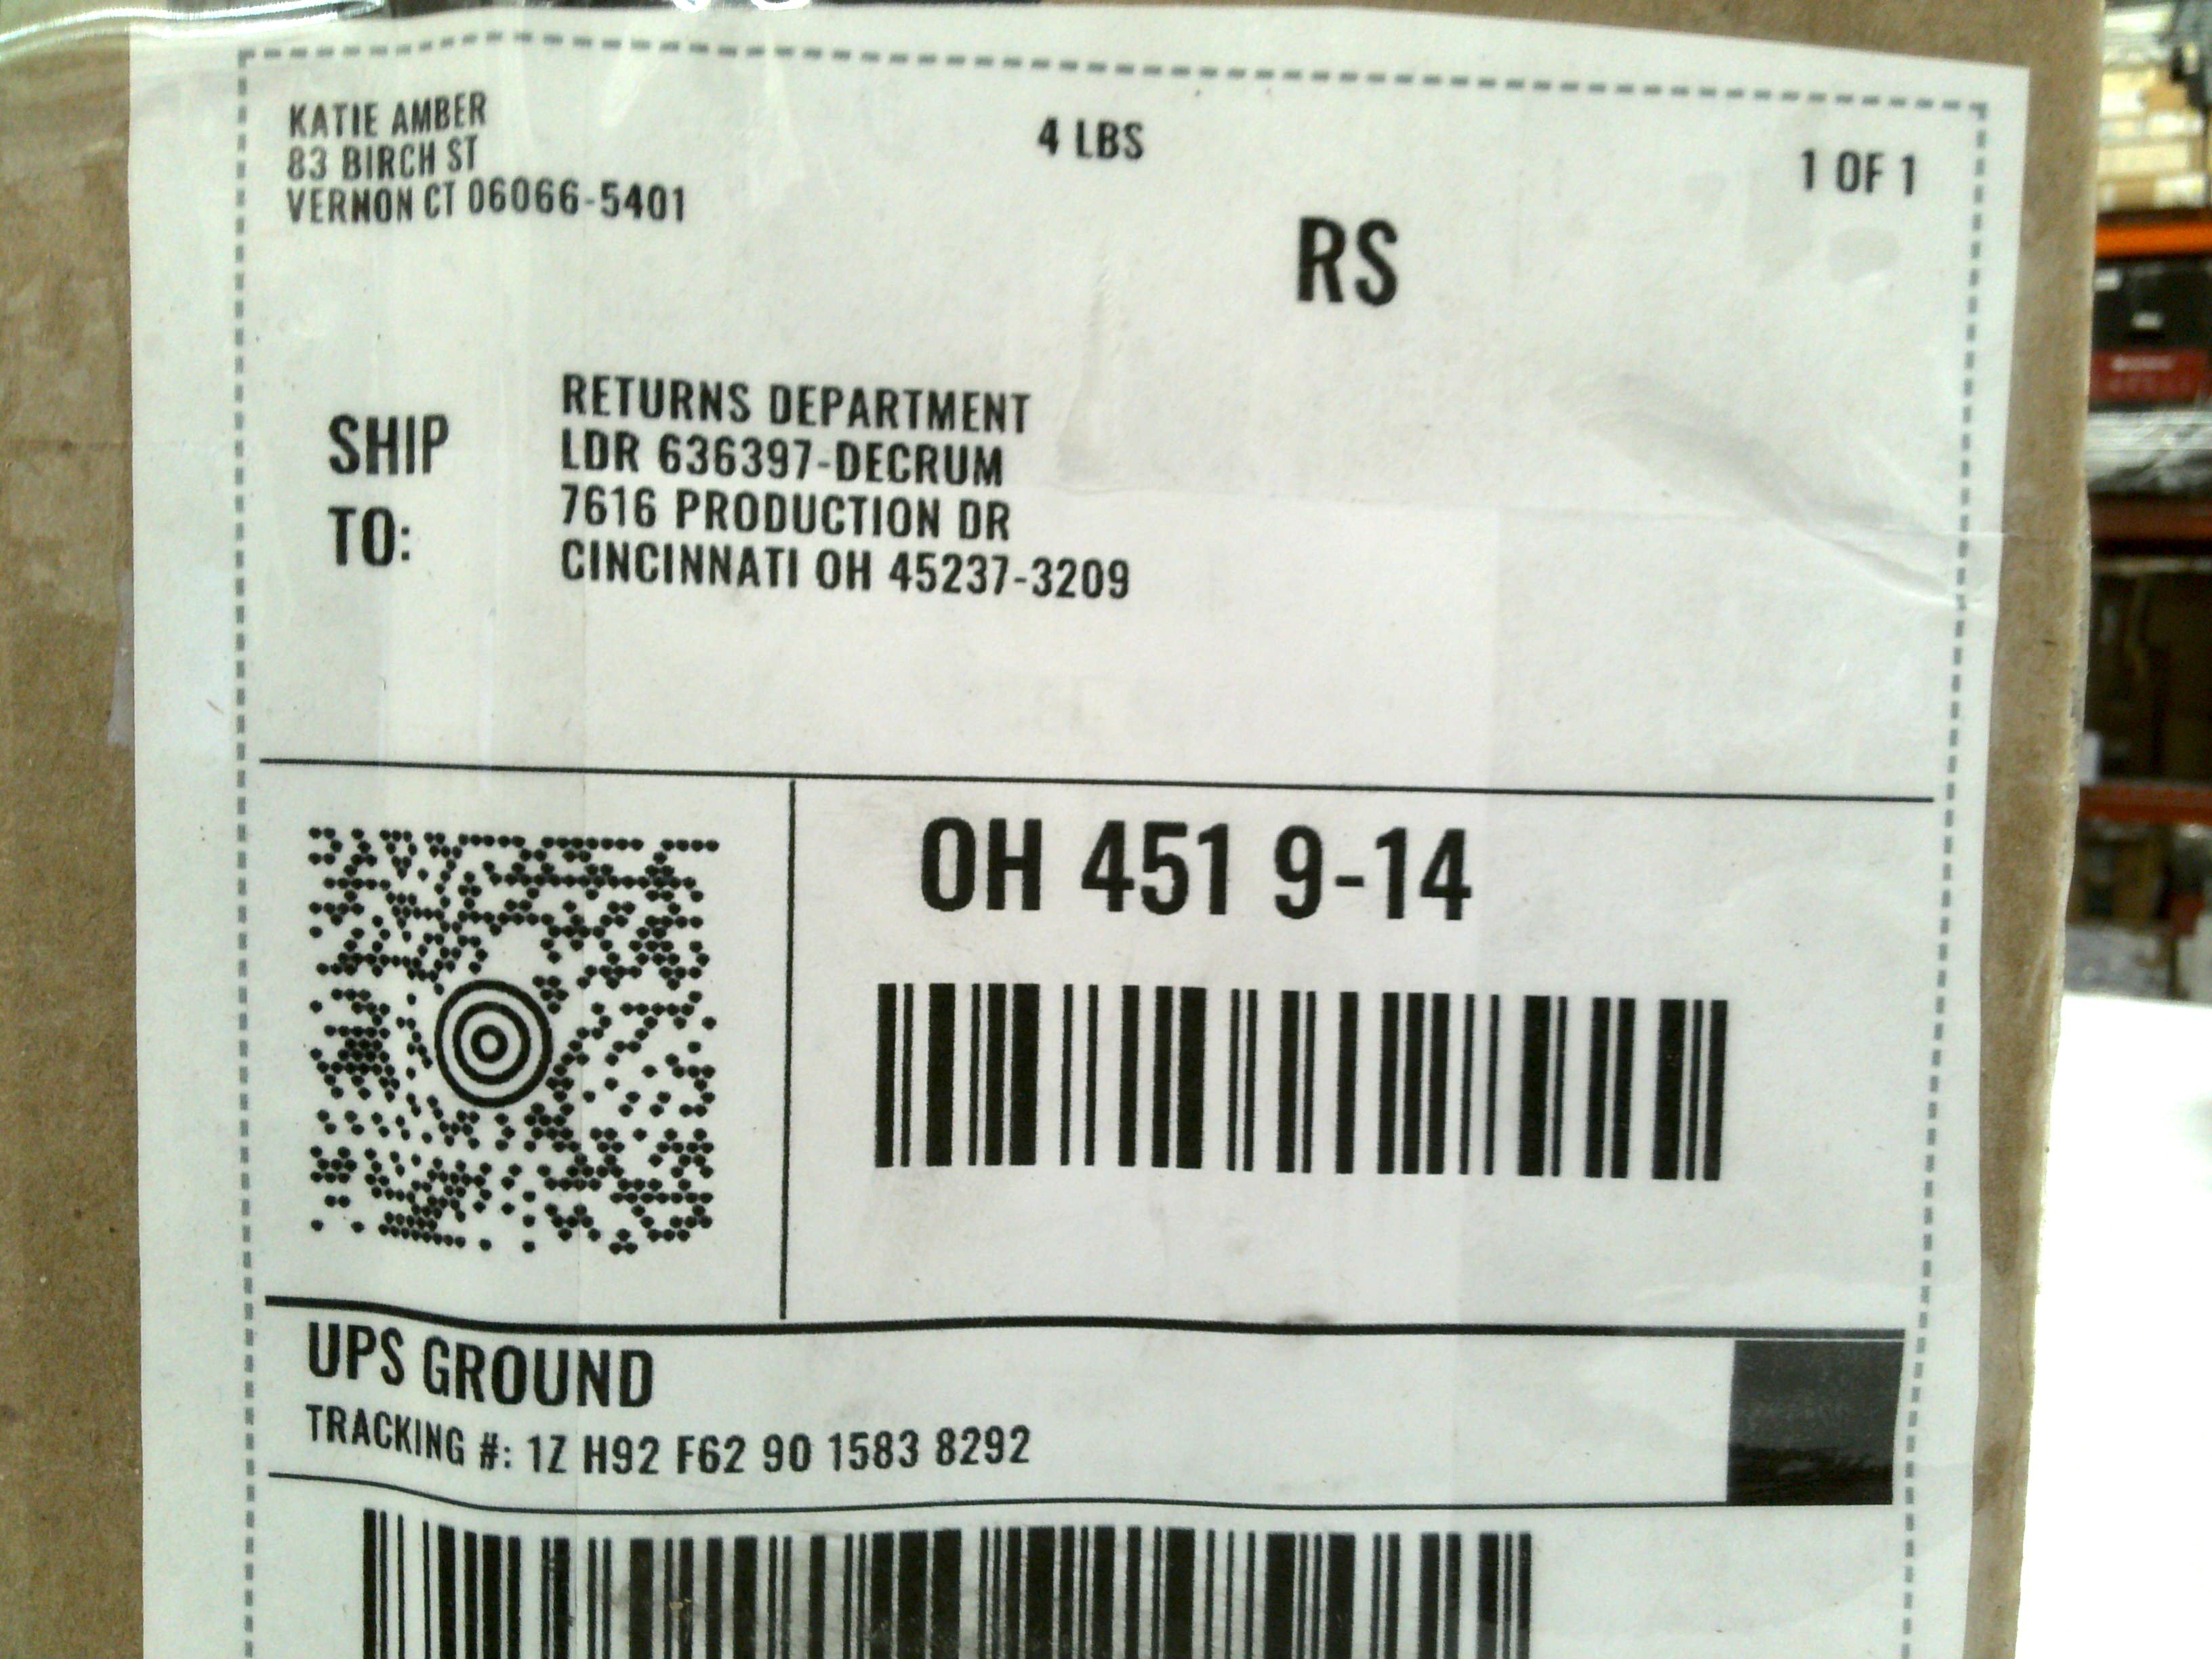 KATIE AMBER
83 BIRCH ST
VERNON CT 06066-5401
4 LBS
1 OF 1
RS
SHIP
TO:
RETURNS DEPARTMENT
LDR 636397-DECRUM
7616 PRODUCTION DR
CINCINNATI OH 45237-3209
OH 451 9-14
UPS GROUND
TRACKING #: 1Z H92 F62 90 1583 8292